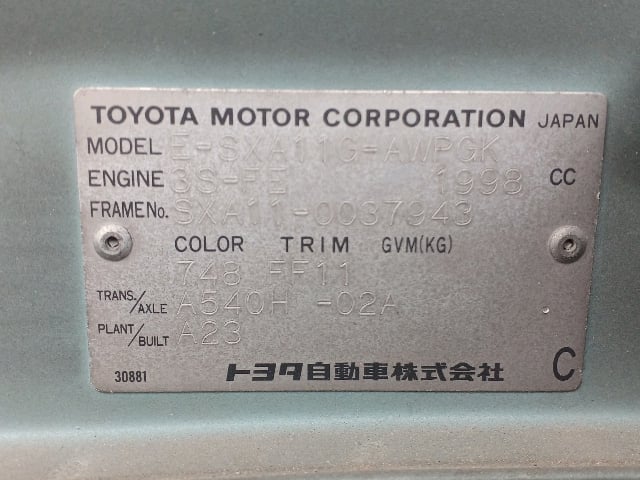 TOYOTA MOTOR CORPORATION JAPAN
MODEL E-SXA11G-AWPGK
ENGINE 3S-FE 1998 CC
FRAME No. SXA11-0037943
COLOR TRIM GVM(KG)
748 FF11
TRANS./AXLE A540H -02A
PLANT/BUILT A23
30881 トヨタ自動車株式会社 C